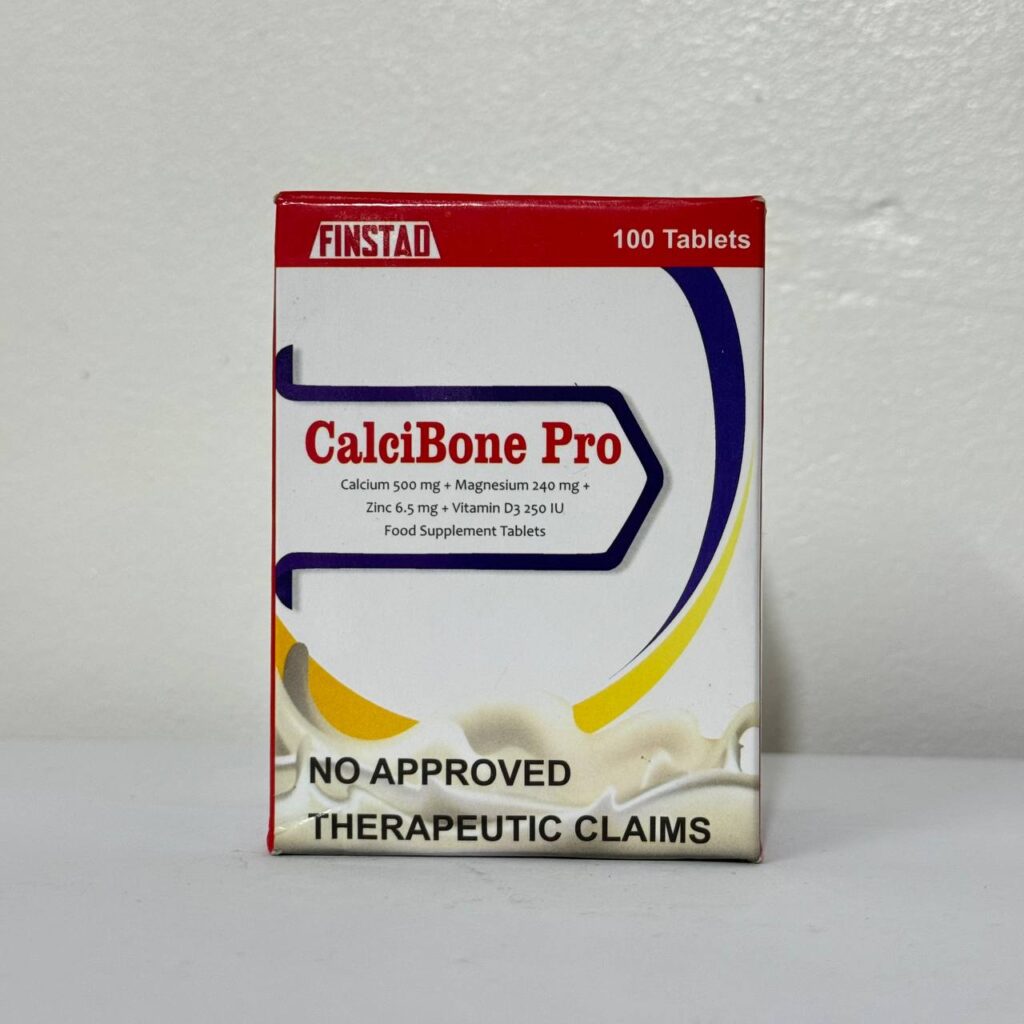 FINSTAD
100 Tablets
CalciBone Pro
Calcium 500 mg + Magnesium 240 mg +
Zinc 6.5 mg + Vitamin D3 250 IU
Food Supplement Tablets
NO APPROVED
THERAPEUTIC CLAIMS